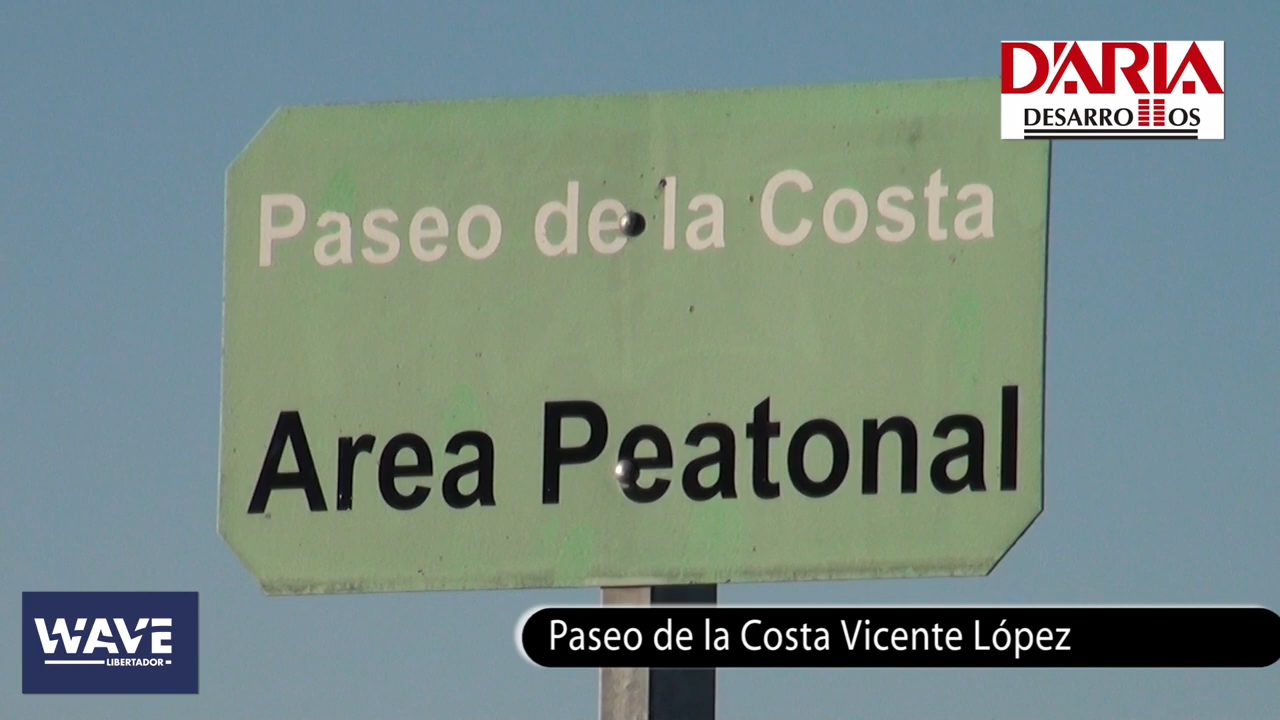 D'ARIA
DESARROLLOS
Paseo de la Costa
Area Peatonal
WAVE
LIBERTADOR
Paseo de la Costa Vicente López